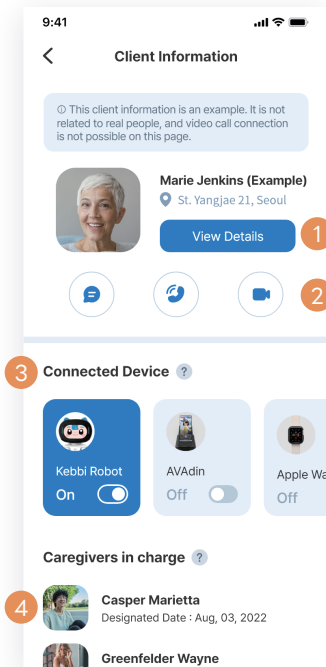 9:41
Client Information
This client information is an example. It is not
related to real people, and video call connection
is not possible on this page.
Marie Jenkins (Example)
St. Yangjae 21, Seoul
View Details
1
2
3
Connected Device ?
Kebbi Robot
On
AVAdin
Off
Apple Wa
Off
Caregivers in charge ?
4
Casper Marietta
Designated Date : Aug, 03, 2022
Greenfelder Wayne